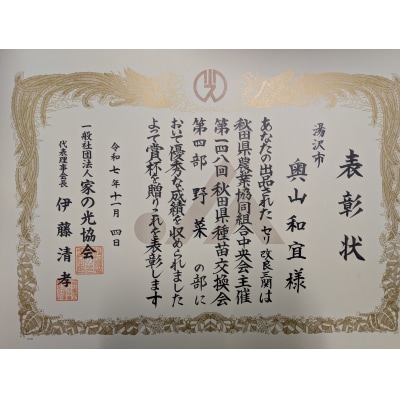 表彰状
湯沢市
奥山和宜様
あなたの出品された セリ 改良三関は
秋田県農業協同組合中央会主催
第一四八回秋田県種苗交換会
第四部 野菜 の部に
おいて優秀な成績を収められました
よって賞杯を贈りこれを表彰します
令和七年十一月 四日
一般社団法人 家の光協会
代表理事会長 伊藤清孝